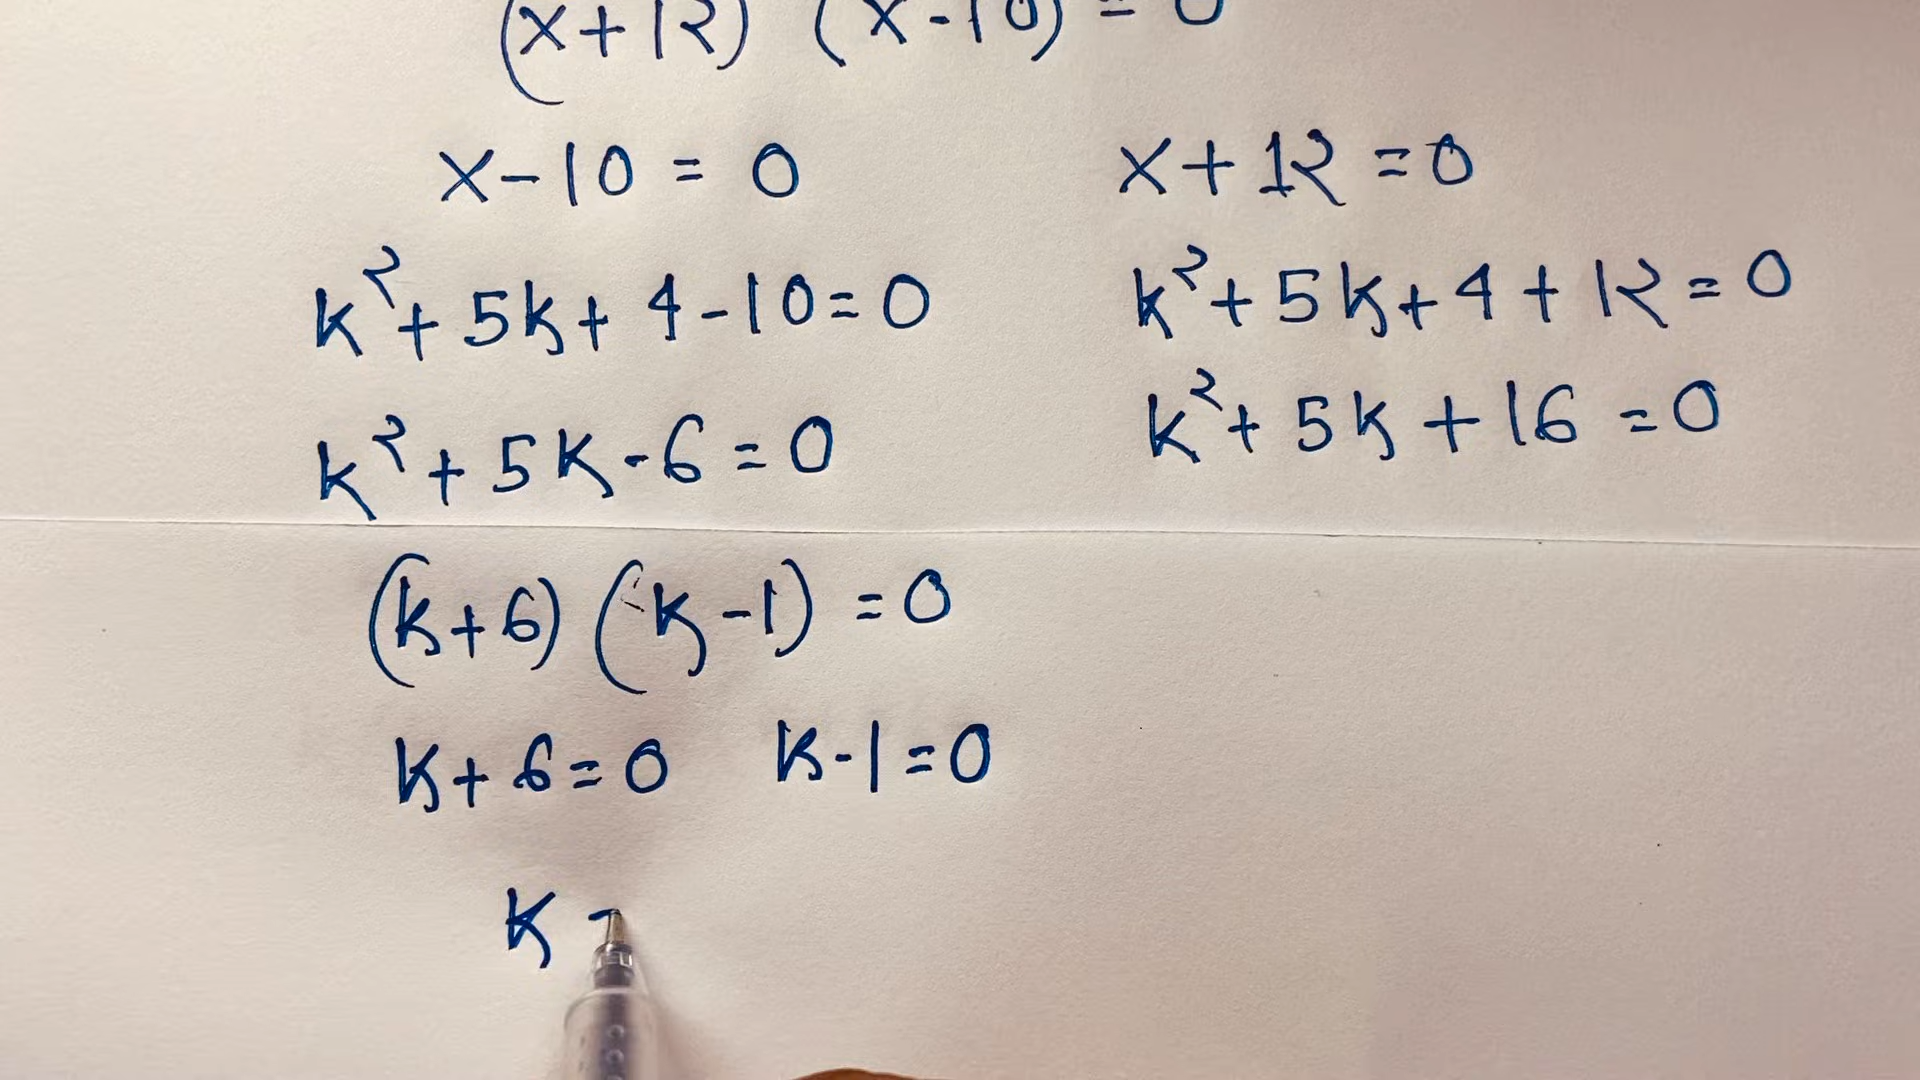 (x+12) (x-10) = 0
x-10 = 0
x+12=0
k²+5k+4-10=0
k²+5k+4+12=0
k²+5k-6=0
k²+5k+16=0
(k+6)(k-1)=0
k+6=0 k-1=0
k -